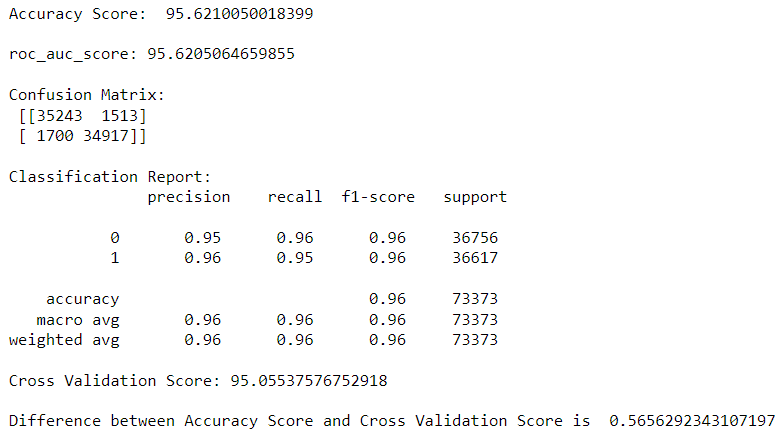 Accuracy Score:  95.6210050018399
roc_auc_score: 95.6205064659855
Confusion Matrix:
 [[35243  1513]
 [ 1700 34917]]
Classification Report:
              precision    recall  f1-score   support
           0       0.95      0.96      0.96     36756
           1       0.96      0.95      0.96     36617
    accuracy                           0.96     73373
   macro avg       0.96      0.96      0.96     73373
weighted avg       0.96      0.96      0.96     73373
Cross Validation Score: 95.05537576752918
Difference between Accuracy Score and Cross Validation Score is  0.5656292343107197